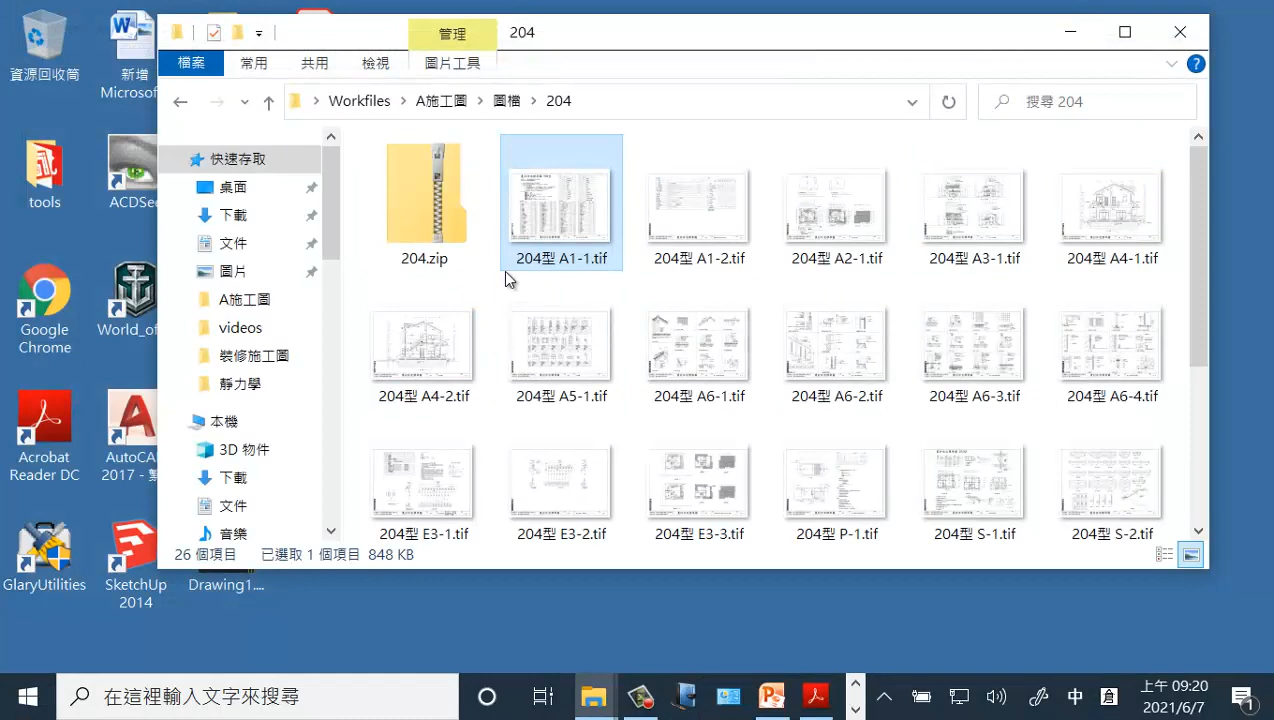 資源回收筒
新增
Microsof
tools
ACDSee
Google
Chrome
World_of
Acrobat
Reader DC
AutoCA
2017 - 繁
GlaryUtilities
SketchUp
2014
Drawing1....
管理
204
檔案
常用
共用
檢視
圖片工具
Workfiles > A施工圖 > 圖檔 > 204
搜尋 204
快速存取
桌面
下載
文件
圖片
A施工圖
videos
裝修施工圖
靜力學
本機
3D 物件
下載
文件
音樂
204.zip
204型 A1-1.tif
204型 A1-2.tif
204型 A2-1.tif
204型 A3-1.tif
204型 A4-1.tif
204型 A4-2.tif
204型 A5-1.tif
204型 A6-1.tif
204型 A6-2.tif
204型 A6-3.tif
204型 A6-4.tif
204型 E3-1.tif
204型 E3-2.tif
204型 E3-3.tif
204型 P-1.tif
204型 S-1.tif
204型 S-2.tif
26 個項目 已選取 1 個項目 848 KB
在這裡輸入文字來搜尋
中
倉
上午 09:20
2021/6/7
1